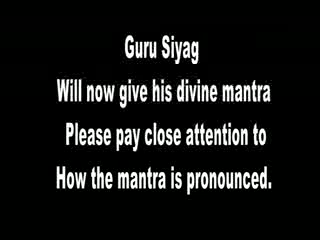 Guru Siyag
Will now give his divine mantra
Please pay close attention to
How the mantra is pronounced.